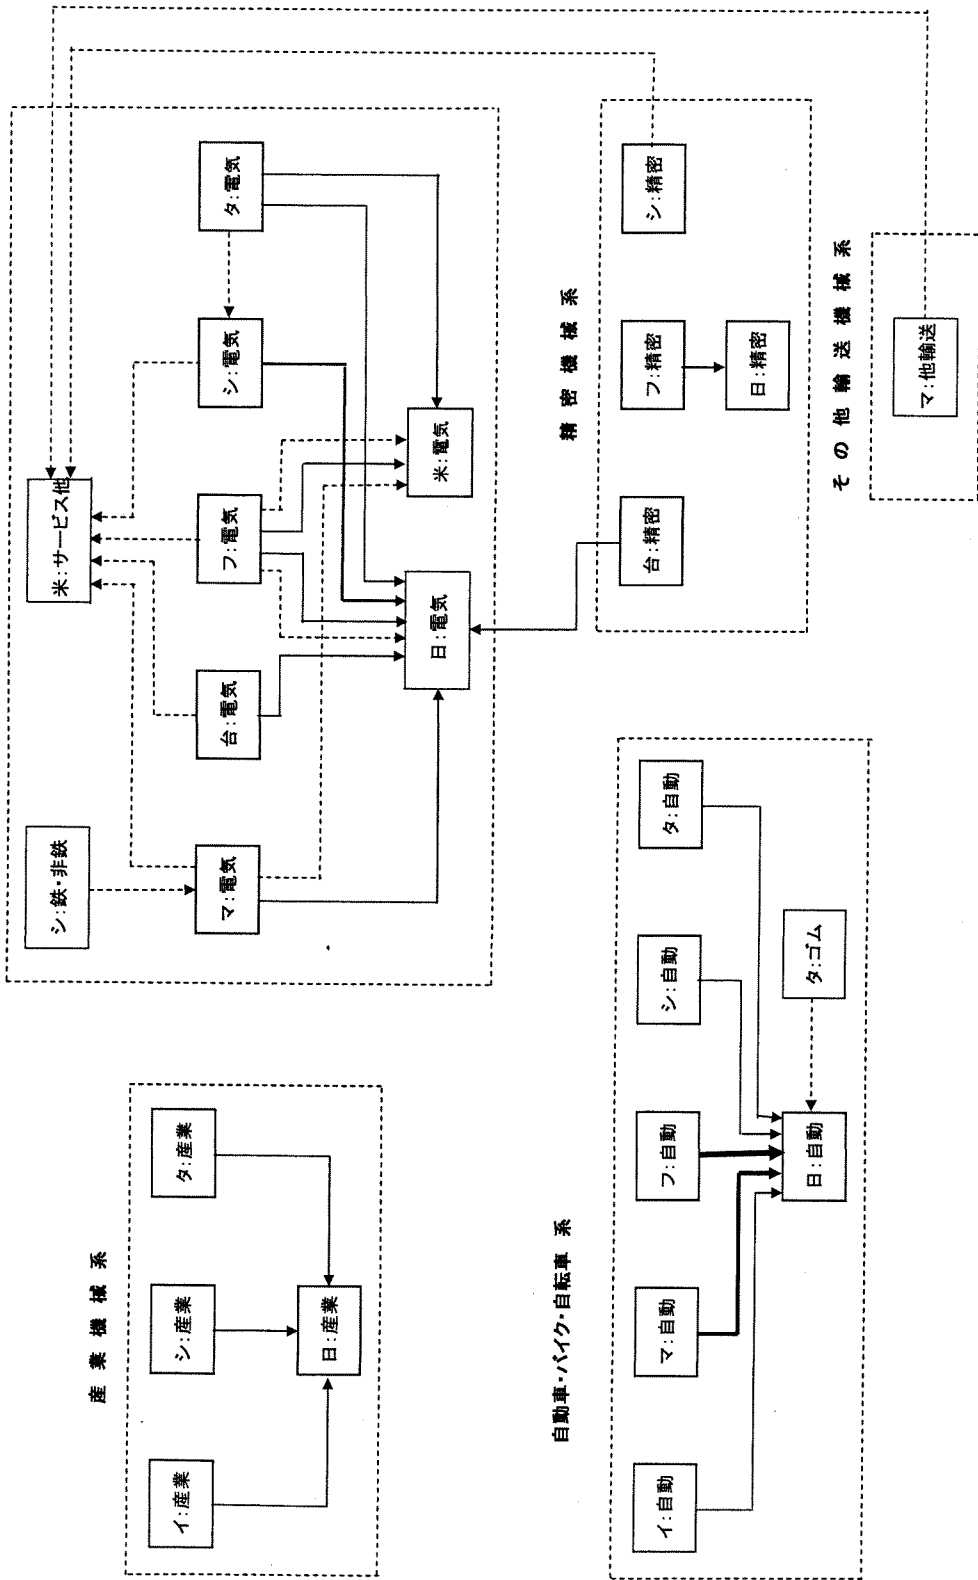 産業機械系
イ:産業
シ:産業
タ:産業
日:産業
シ:鉄・非鉄
米:サービス他
マ:電気
台:電気
フ:電気
シ:電気
タ:電気
日:電気
米:電気
自動車・バイク・自転車 系
イ:自動
マ:自動
フ:自動
シ:自動
タ:自動
日:自動
タ:ゴム
精密機械系
台:精密
フ:精密
シ:精密
日:精密
その他輸送機械系
マ:他輸送